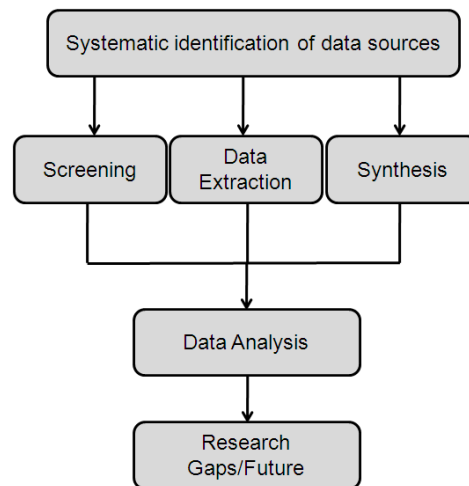 Systematic identification of data sources
Screening
Data
Extraction
Synthesis
Data Analysis
Research
Gaps/Future